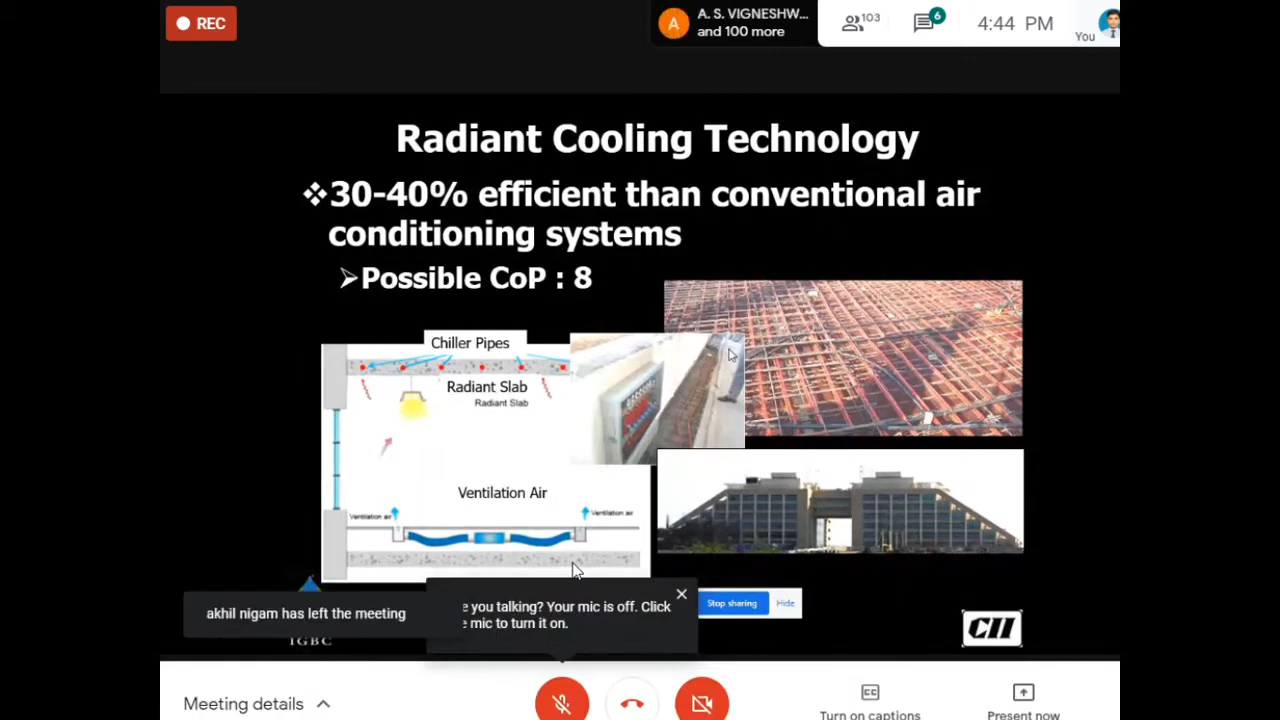 REC
A
A. S. VIGNESHW...
and 100 more
103
6
4:44 PM
You
Radiant Cooling Technology
❖30-40% efficient than conventional air
conditioning systems
➢Possible CoP : 8
Chiller Pipes
Radiant Slab
Radiant Slab
Ventilation Air
Ventilation air
Ventilation air
akhil nigam has left the meeting
e you talking? Your mic is off. Click
e mic to turn it on.
Stop sharing
Hide
IGBC
CII
Meeting details
CC
Turn on captions
Present now